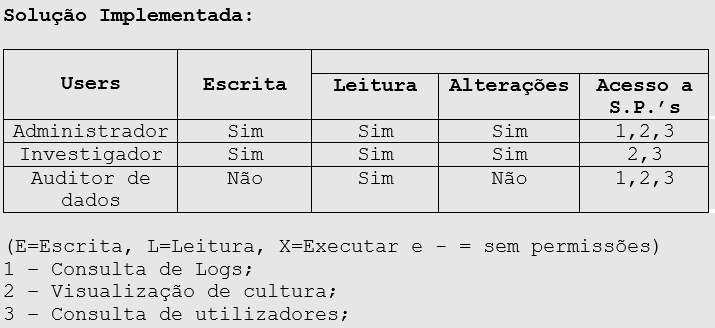 Solução Implementada:
Users Escrita Leitura Alterações Acesso a
S.P.’s
Administrador Sim Sim Sim 1,2,3
Investigador Sim Sim Sim 2,3
Auditor de Não Sim Não 1,2,3
dados
(E=Escrita, L=Leitura, X=Executar e - = sem permissões)
1 – Consulta de Logs;
2 – Visualização de cultura;
3 – Consulta de utilizadores;